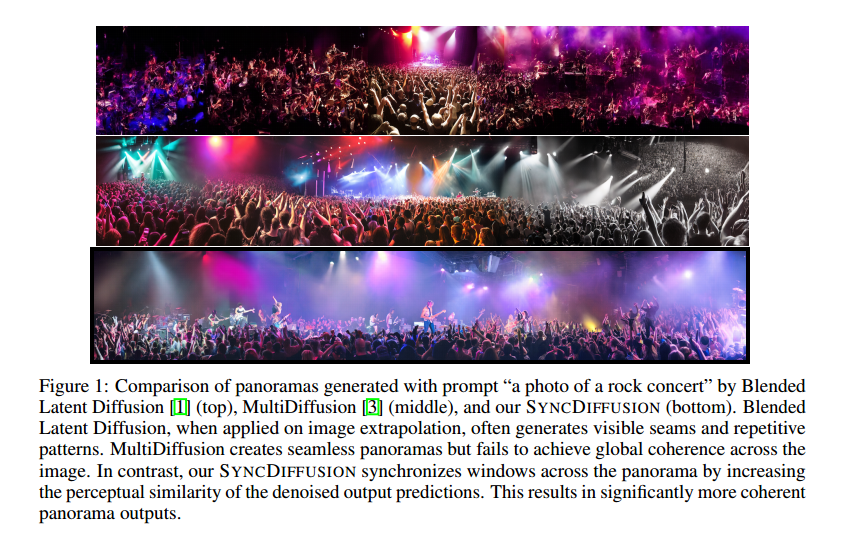 Figure 1: Comparison of panoramas generated with prompt “a photo of a rock concert” by Blended
Latent Diffusion [1] (top), MultiDiffusion [3] (middle), and our SYNCDIFFUSION (bottom). Blended
Latent Diffusion, when applied on image extrapolation, often generates visible seams and repetitive
patterns. MultiDiffusion creates seamless panoramas but fails to achieve global coherence across the
image. In contrast, our SYNCDIFFUSION synchronizes windows across the panorama by increasing
the perceptual similarity of the denoised output predictions. This results in significantly more coherent
panorama outputs.